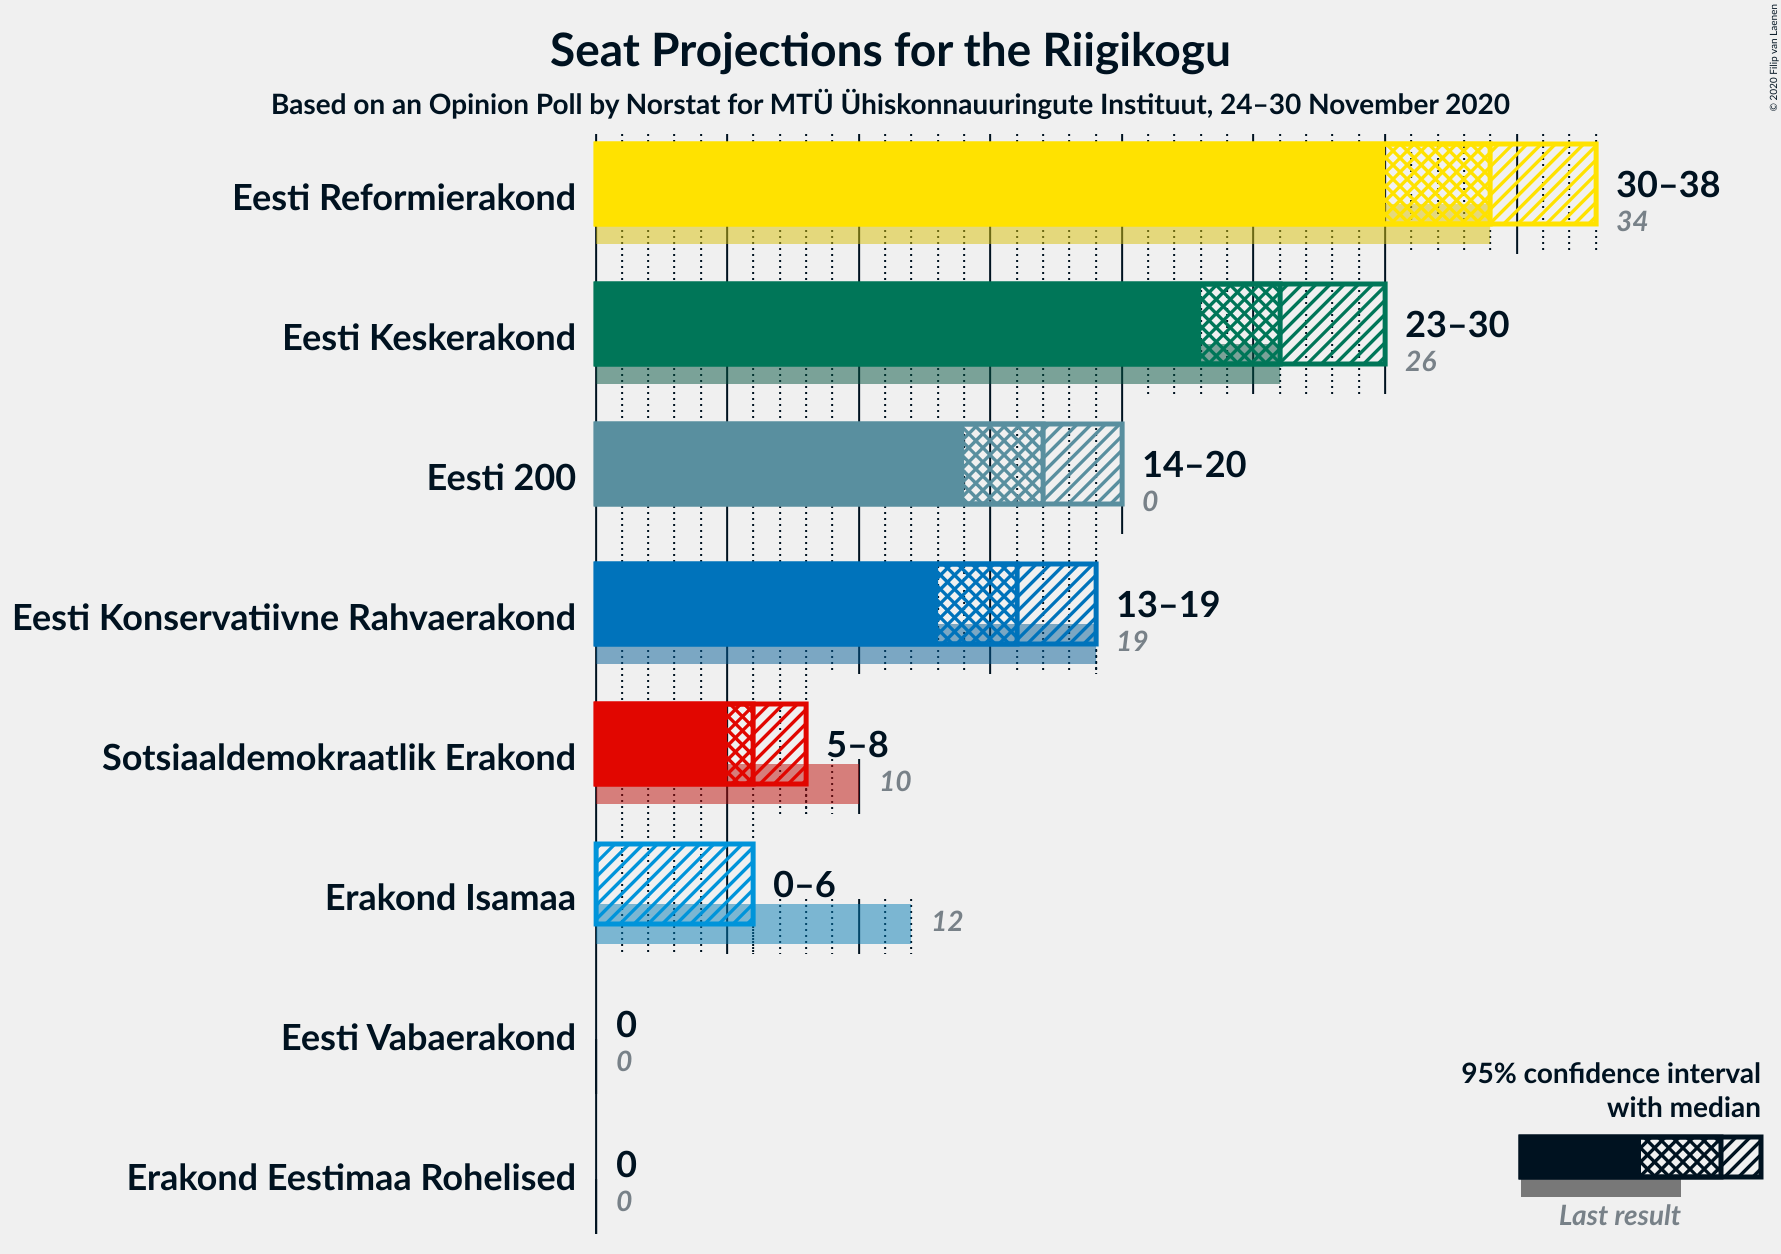 Seat Projections for the Riigikogu
Based on an Opinion Poll by Norstat for MTÜ Ühiskonnauuringute Instituut, 24–30 November 2020
© 2020 Filip van Laenen
Eesti Reformierakond
30–38
34
Eesti Keskerakond
23–30
26
Eesti 200
14–20
0
Eesti Konservatiivne Rahvaerakond
13–19
19
Sotsiaaldemokraatlik Erakond
5–8
10
Erakond Isamaa
0–6
12
Eesti Vabaerakond
0
0
Erakond Eestimaa Rohelised
0
0
95% confidence interval
with median
Last result